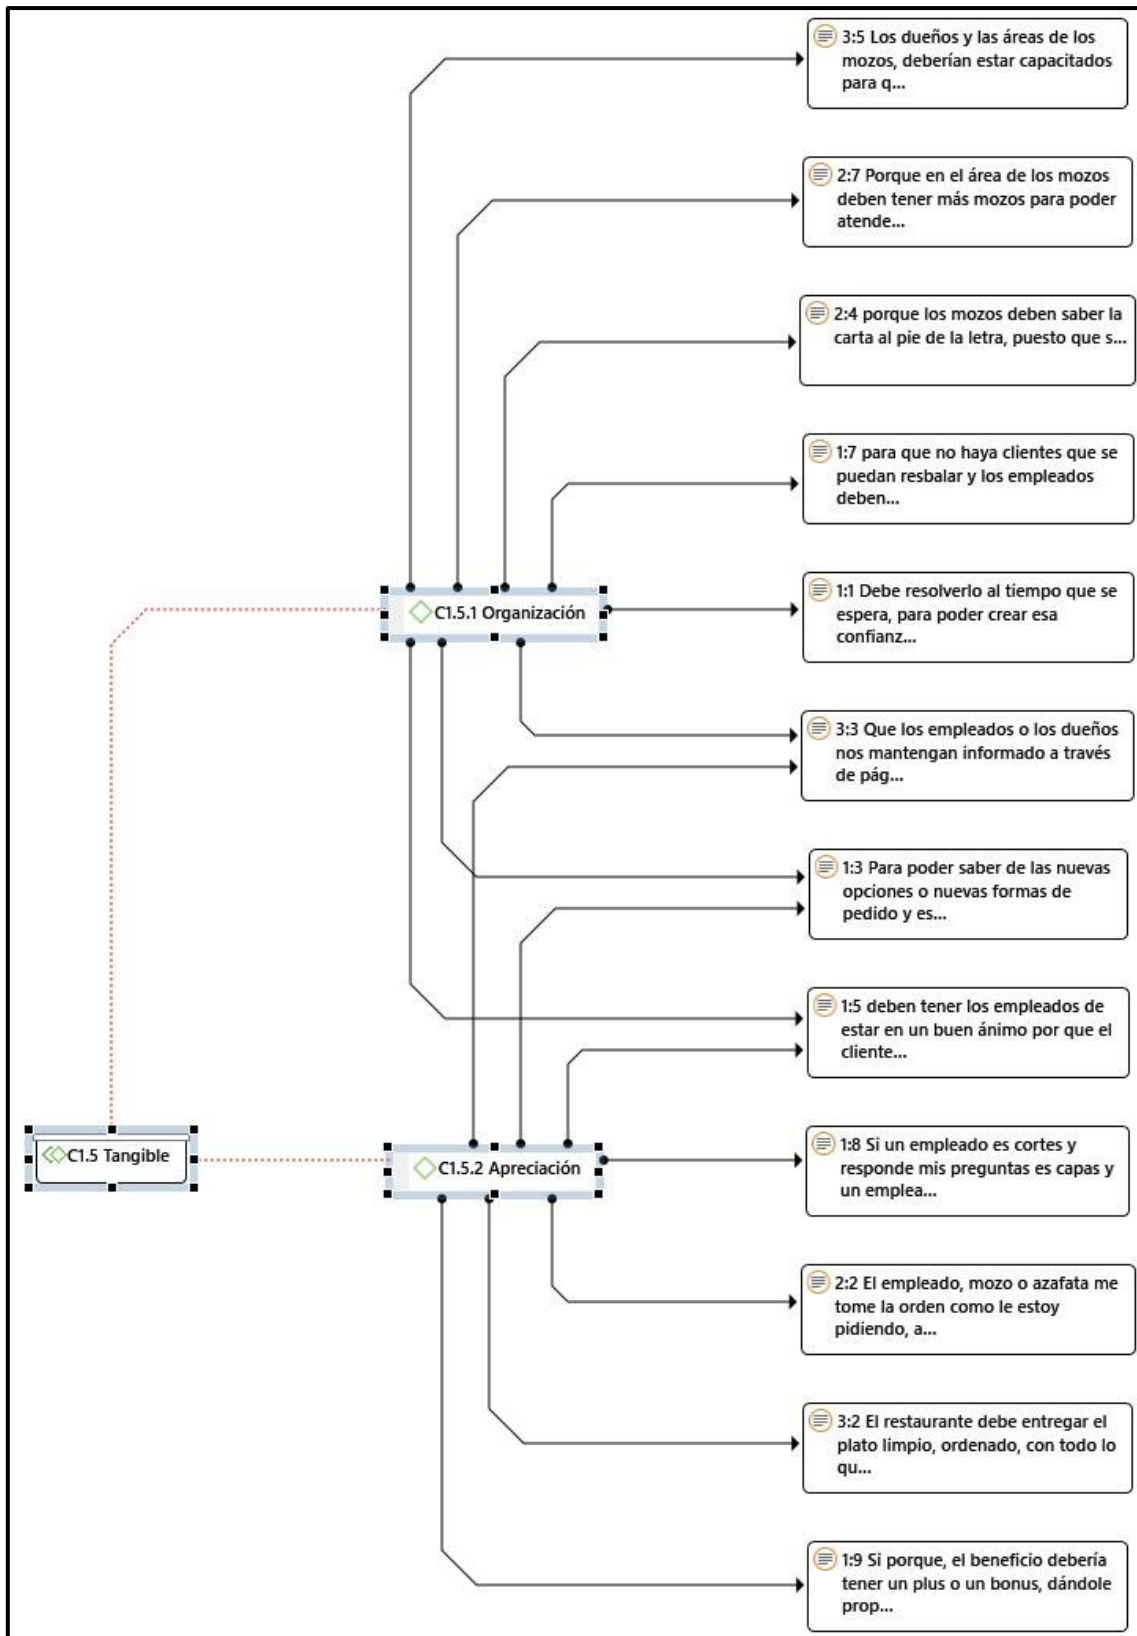 3:5 Los dueños y las áreas de los
mozos, deberían estar capacitados
para q...
2:7 Porque en el área de los mozos
deben tener más mozos para poder
atende...
2:4 porque los mozos deben saber la
carta al pie de la letra, puesto que s...
1:7 para que no haya clientes que se
puedan resbalar y los empleados
deben...
C1.5.1 Organización
1:1 Debe resolverlo al tiempo que se
espera, para poder crear esa
confianz...
3:3 Que los empleados o los dueños
nos mantengan informado a través
de pág...
1:3 Para poder saber de las nuevas
opciones o nuevas formas de
pedido y es...
1:5 deben tener los empleados de
estar en un buen ánimo por que el
cliente...
C1.5 Tangible
C1.5.2 Apreciación
1:8 Si un empleado es cortes y
responde mis preguntas es capas y
un emplea...
2:2 El empleado, mozo o azafata me
tome la orden como le estoy
pidiendo, a...
3:2 El restaurante debe entregar el
plato limpio, ordenado, con todo lo
qu...
1:9 Si porque, el beneficio debería
tener un plus o un bonus, dándole
prop...